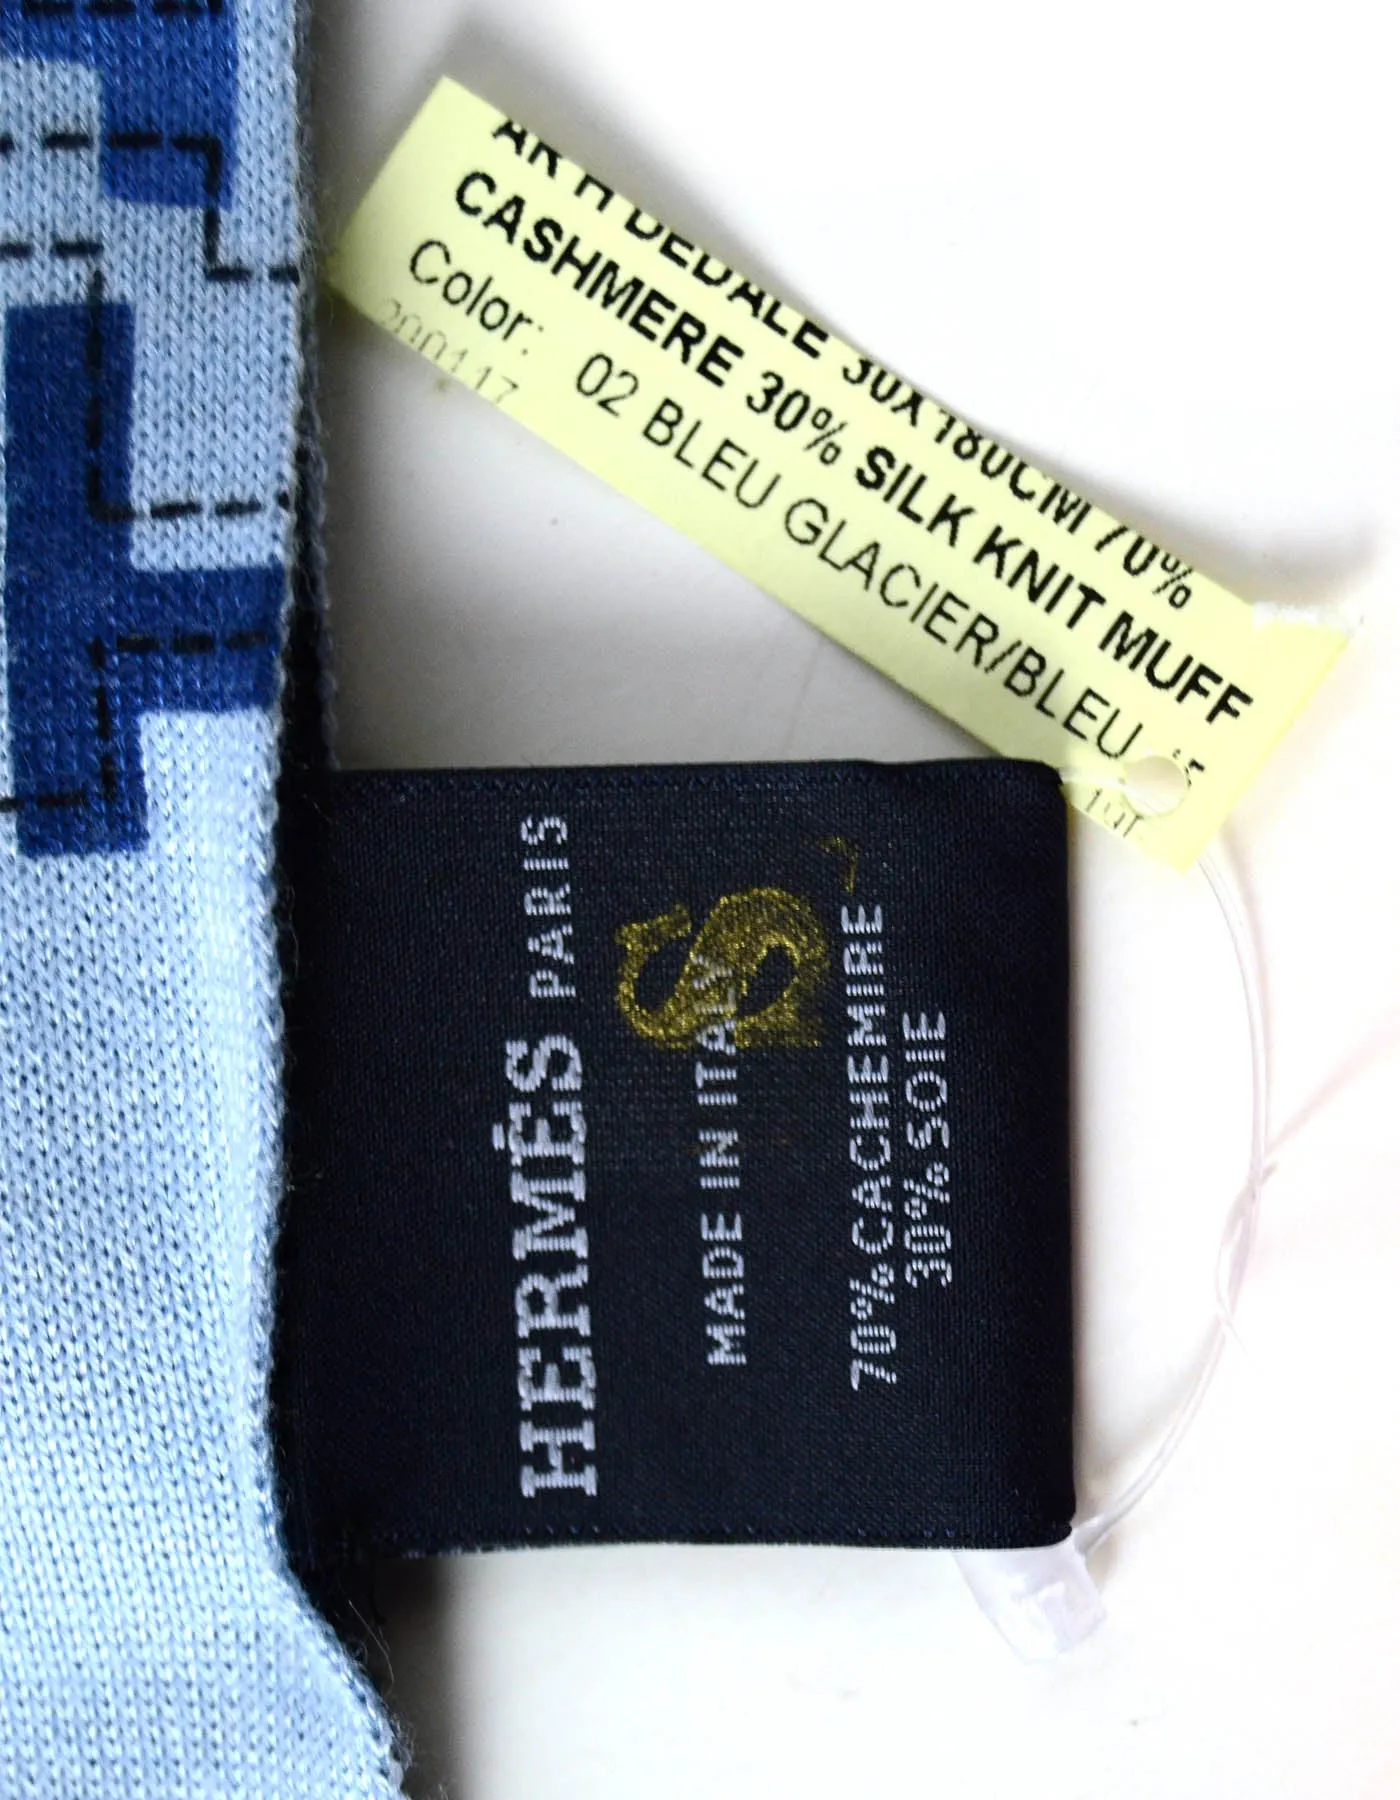 H DEDALE 30X180CM 70%
CASHMERE 30% SILK KNIT MUFF
Color: 02 BLEU GLACIER/BLEU
200117
HERMÈS PARIS
S
MADE IN ITALY
70% CACHEMIRE
30% SOIE